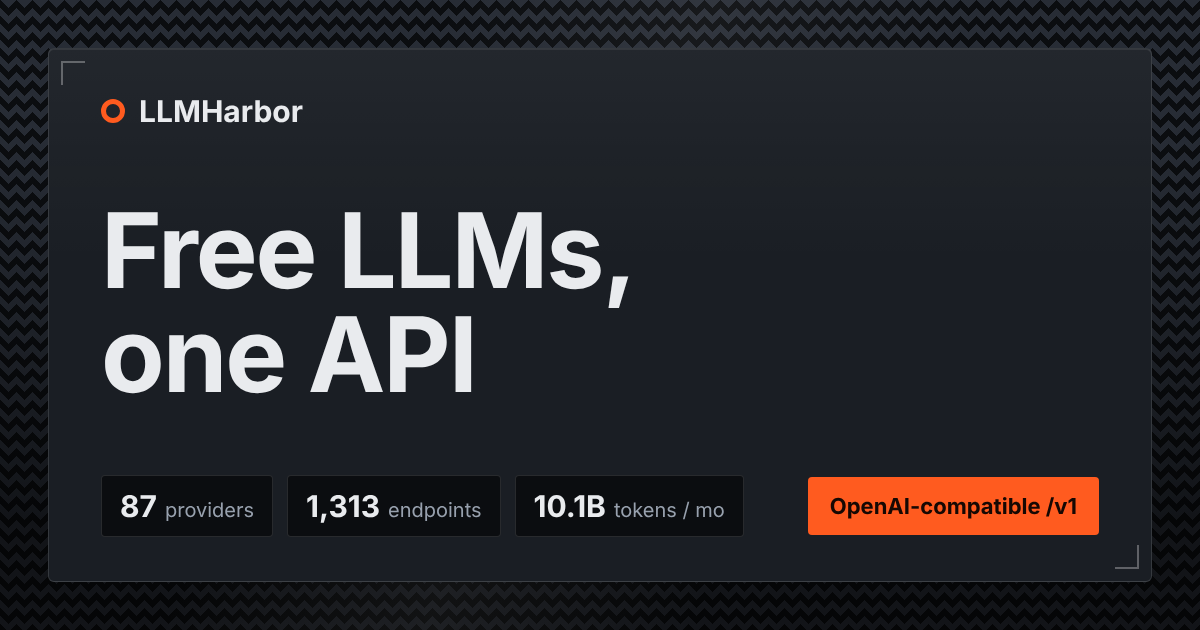 LLMHarbor
Free LLMs,
one API
87 providers
1,313 endpoints
10.1B tokens / mo
OpenAI-compatible /v1